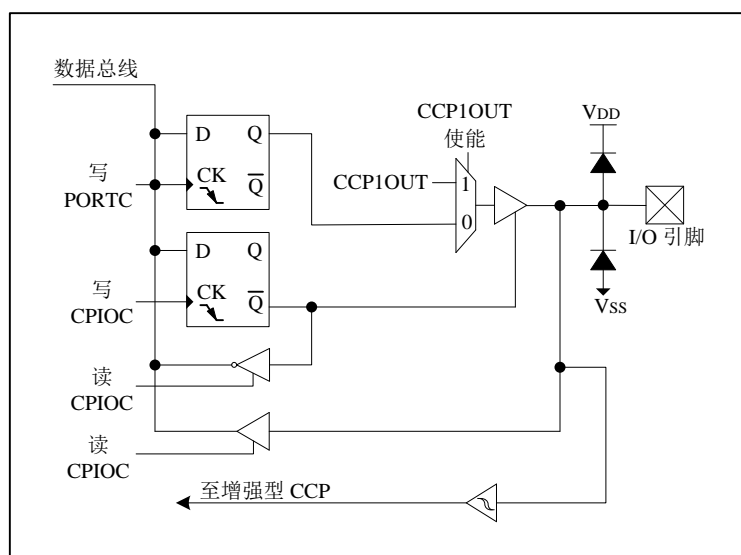 数据总线
D Q
写
PORTC
CK Q
CCP1OUT
使能
CCP1OUT
1
0
VDD
I/O 引脚
VSS
D Q
写
CPIOC
CK Q
读
CPIOC
读
CPIOC
至增强型 CCP